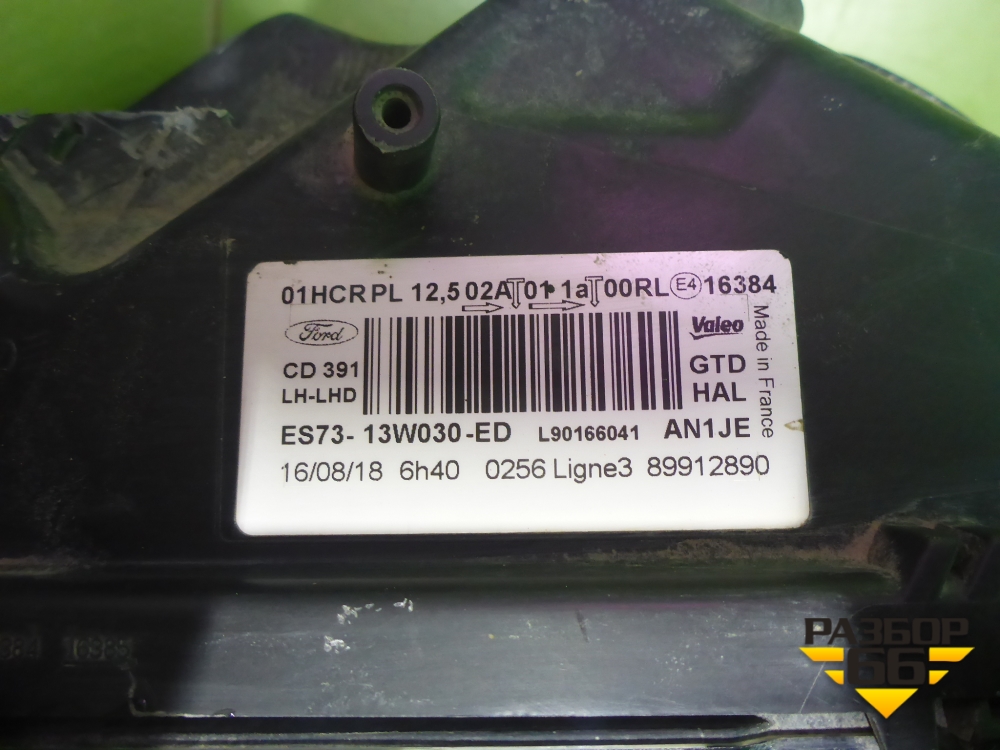 01HCR PL 12,5 02A 01 1a 00RL E4 16384
Ford
Valeo
Made in France
CD 391
GTD
LH-LHD
HAL
ES73- 13W030 -ED L90166041 AN1JE
16/08/18 6h40 0256 Ligne3 89912890
16385
РАЗБОР
66